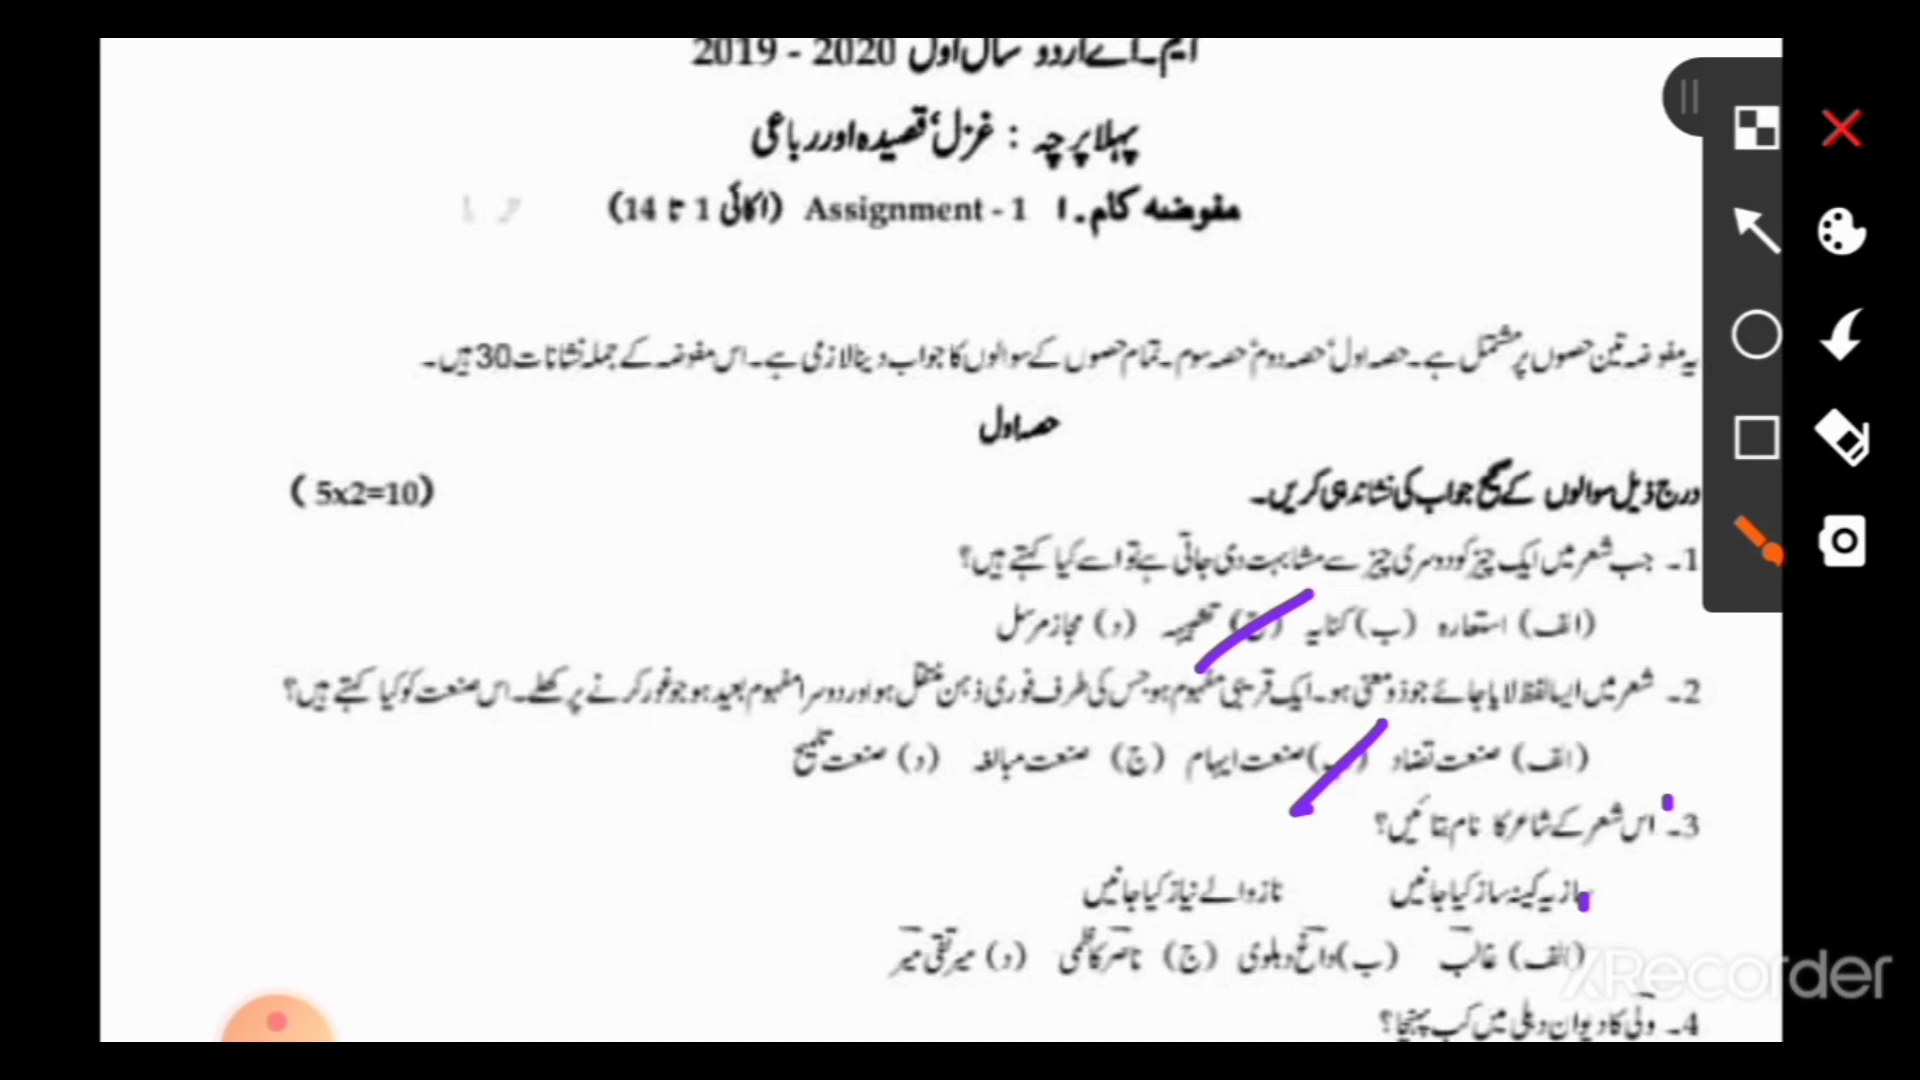 ایم۔اے اردو سال اول 2020 - 2019
پہلا پرچہ : غزل، قصیدہ اور رباعی
مفوضہ کام۔ ا Assignment - 1 (اکائی 1 تا 14)
یہ مفوضہ تین حصوں پر مشتمل ہے۔ حصہ اول، حصہ دوم، حصہ سوم۔ تمام حصوں کے سوالوں کا جواب دینا لازمی ہے۔ اس مفوضہ کے جملہ نشانات 30 ہیں۔
حصہ اول
درج ذیل سوالوں کے صحیح جواب کی نشاندہی کریں۔ (5x2=10)
1۔ جب شعر میں ایک چیز کو دوسری چیز سے مشابہت دی جاتی ہے تو اسے کیا کہتے ہیں؟
(الف) استعارہ (ب) کنایہ (ج) تشبیہہ (د) مجاز مرسل
2۔ شعر میں ایسا لفظ لایا جائے جو ذو معنی ہو۔ ایک قریبی مفہوم ہو جس کی طرف فوری ذہن منتقل ہو اور دوسرا مفہوم بعید ہو جو غور کرنے پر کھلے۔ اس صنعت کو کیا کہتے ہیں؟
(الف) صنعت تضاد (ب) صنعت ایہام (ج) صنعت مبالغہ (د) صنعت تلمیح
3۔ اس شعر کے شاعر کا نام بتائیں؟
یہ کینہ ساز کیا جانیں ناز والے نیاز کیا جانیں
(الف) غالب (ب) داغ دہلوی (ج) ناصر کاظمی (د) میر تقی میر
4۔ ولی کا دیوان دہلی میں کب پہنچا؟
XRecorder